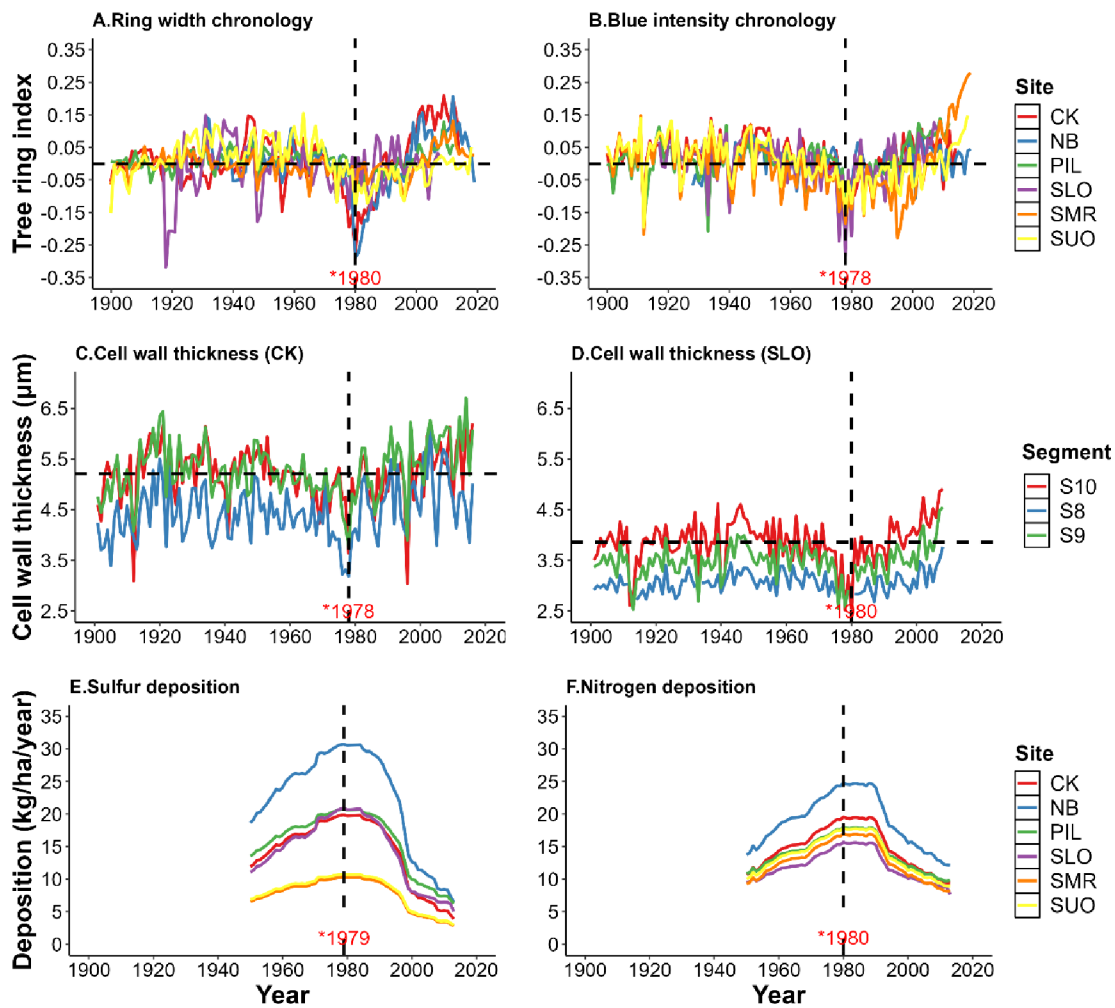 A.Ring width chronology
B.Blue intensity chronology
Tree ring index
0.35
0.25
0.15
0.05
-0.05
-0.15
-0.25
-0.35
*1980
1900 1920 1940 1960 1980 2000 2020
0.35
0.25
0.15
0.05
-0.05
-0.15
-0.25
-0.35
*1978
1900 1920 1940 1960 1980 2000 2020
Site
CK
NB
PIL
SLO
SMR
SUO
C.Cell wall thickness (CK)
D.Cell wall thickness (SLO)
Cell wall thickness (μm)
6.5
5.5
4.5
3.5
2.5
*1978
1900 1920 1940 1960 1980 2000 2020
6.5
5.5
4.5
3.5
2.5
*1980
1900 1920 1940 1960 1980 2000 2020
Segment
S10
S8
S9
E.Sulfur deposition
F.Nitrogen deposition
Deposition (kg/ha/year)
35
30
25
20
15
10
5
0
*1979
1900 1920 1940 1960 1980 2000 2020
Year
35
30
25
20
15
10
5
0
*1980
1900 1920 1940 1960 1980 2000 2020
Year
Site
CK
NB
PIL
SLO
SMR
SUO